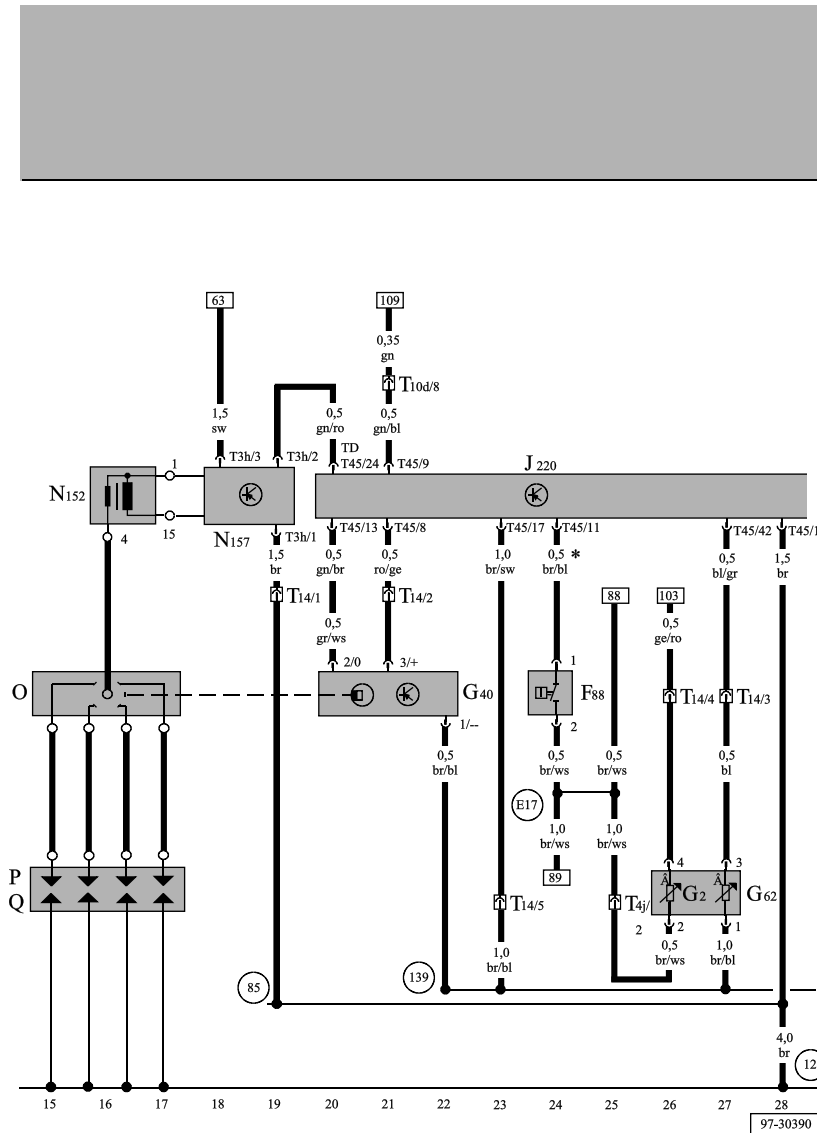 63
109
0,35
gn
T10d/8
1,5
sw
0,5
gn/ro
0,5
gn/bl
TD
T3h/3
T3h/2
T45/24
T45/9
J220
1
N152
15
4
N157
T3h/1
T45/13
T45/8
T45/17
T45/11
T45/42
T45/1
1,5
br
0,5
gn/br
0,5
ro/ge
1,0
br/sw
0,5 *
br/bl
0,5
bl/gr
1,5
br
T14/1
T14/2
88
103
0,5
gr/ws
0,5
ge/ro
2/0
3/+
1
O
G40
F88
T14/4
T14/3
1/--
2
0,5
br/bl
0,5
br/ws
0,5
br/ws
0,5
bl
E17
1,0
br/ws
1,0
br/ws
4
3
P
89
Â
G2
Â
G62
Q
T14/5
T4j/
2
2
1
1,0
br/bl
0,5
br/ws
1,0
br/bl
139
85
4,0
br
12
15 16 17 18 19 20 21 22 23 24 25 26 27 28
97-30390